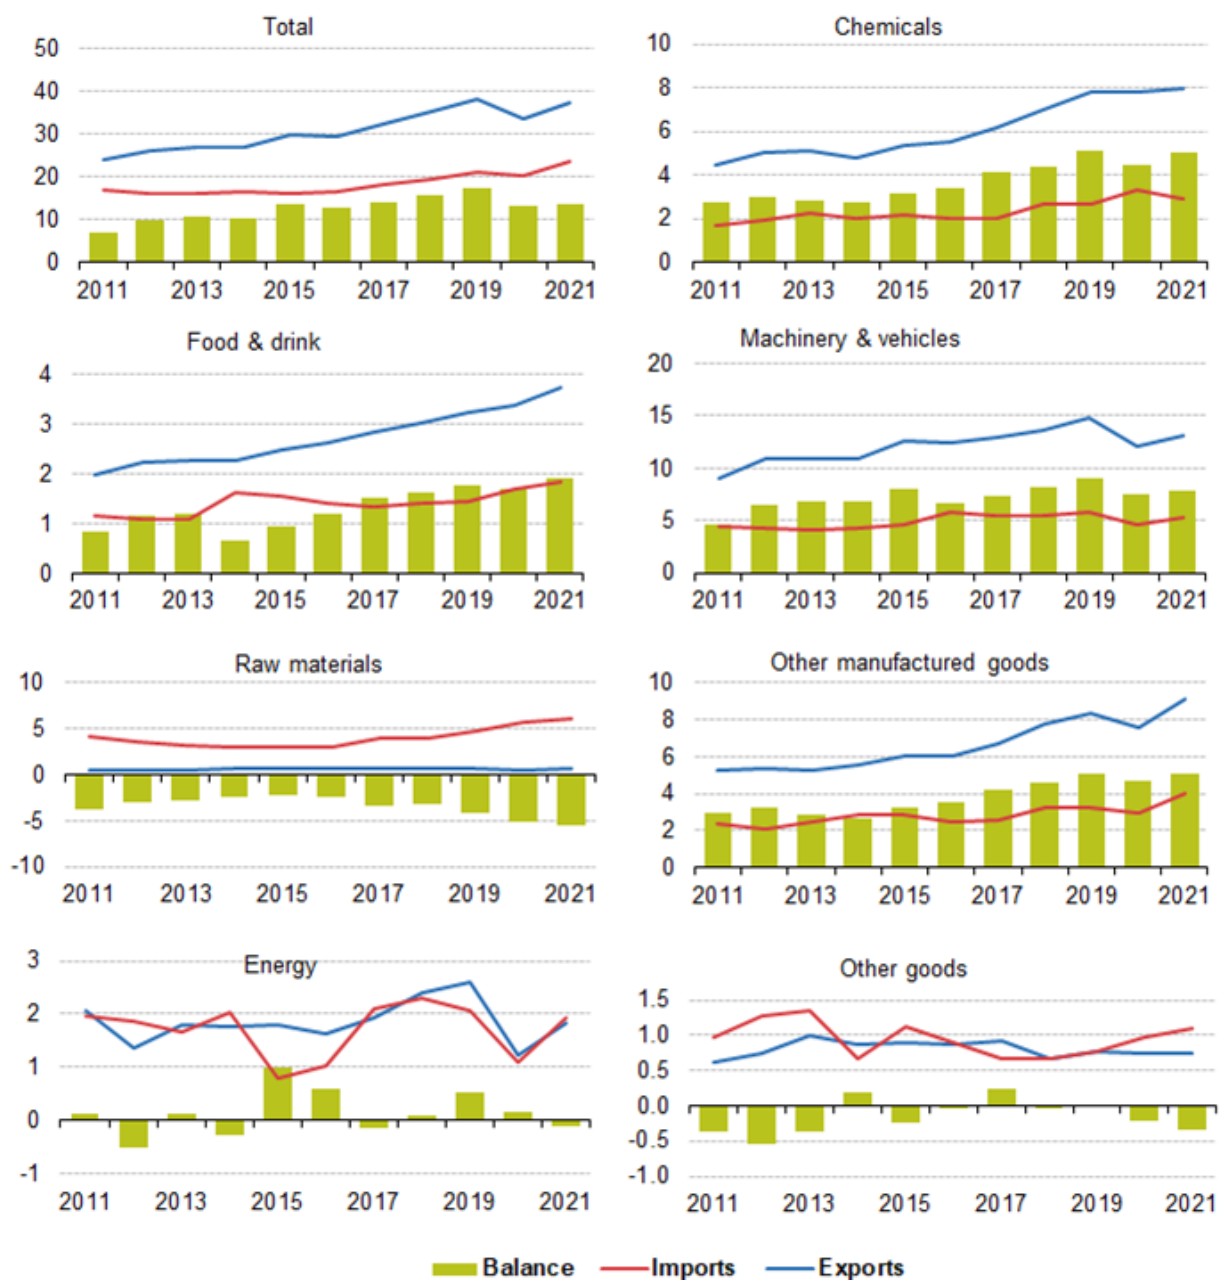 Total
50
40
30
20
10
0
2011 2013 2015 2017 2019 2021
Chemicals
10
8
6
4
2
0
2011 2013 2015 2017 2019 2021
Food & drink
4
3
2
1
0
2011 2013 2015 2017 2019 2021
Machinery & vehicles
20
15
10
5
0
2011 2013 2015 2017 2019 2021
Raw materials
10
5
0
-5
-10
2011 2013 2015 2017 2019 2021
Other manufactured goods
10
8
6
4
2
0
2011 2013 2015 2017 2019 2021
Energy
3
2
1
0
-1
2011 2013 2015 2017 2019 2021
Other goods
1.5
1.0
0.5
0.0
-0.5
-1.0
2011 2013 2015 2017 2019 2021
Balance Imports Exports